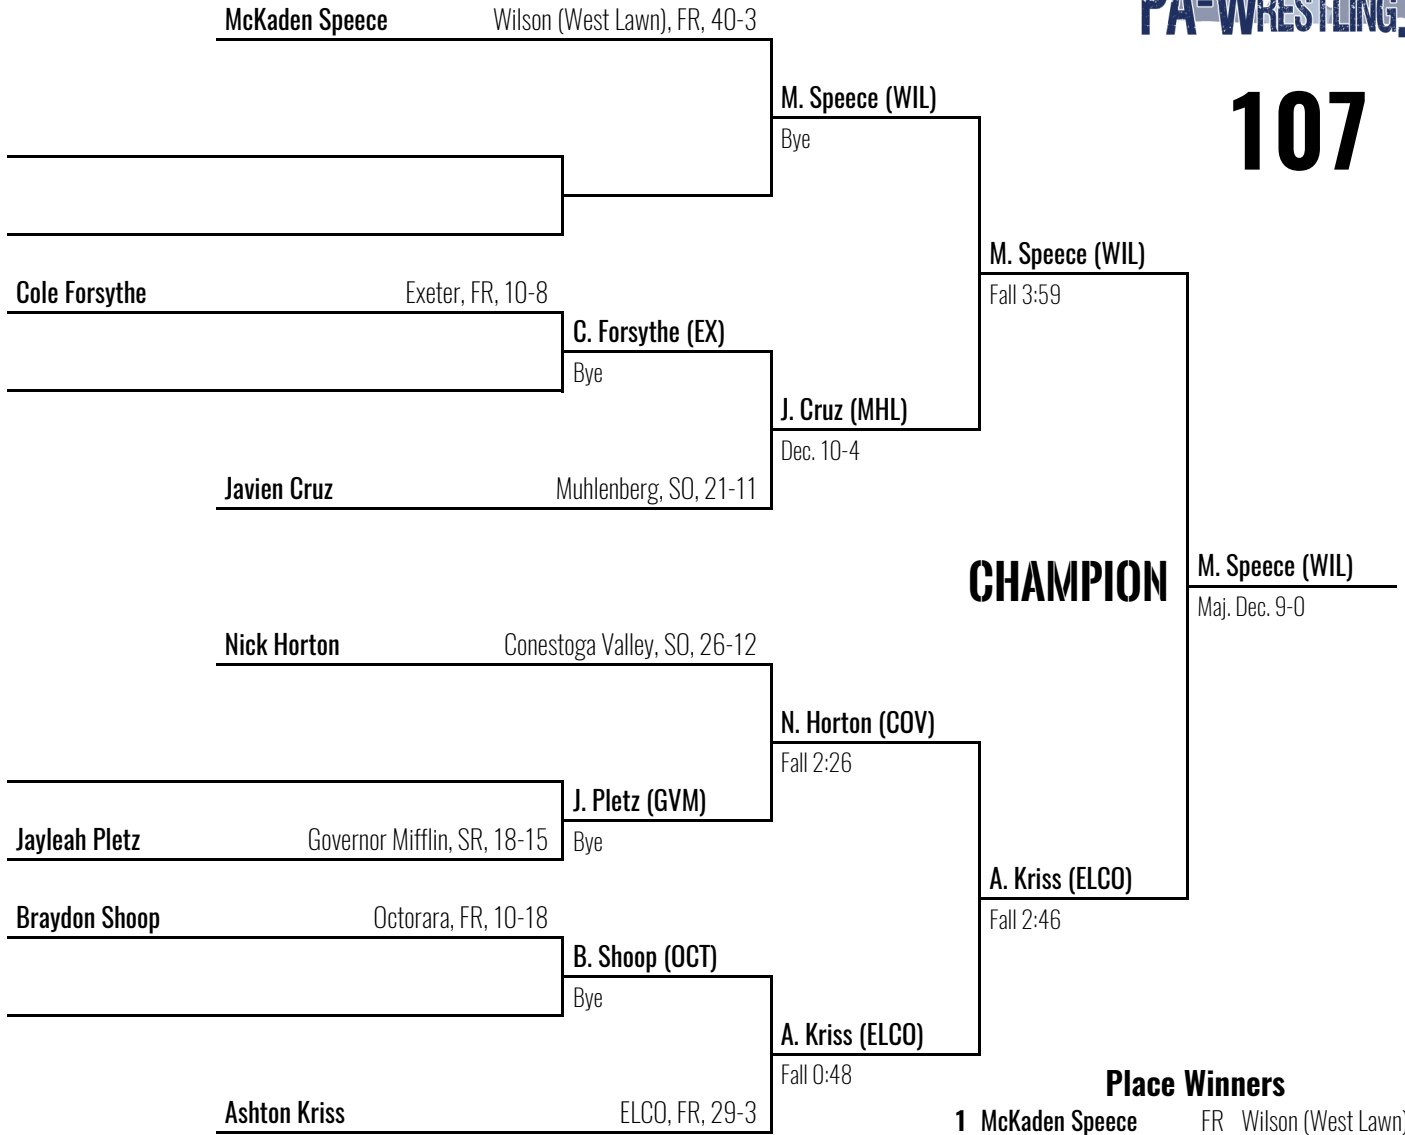 McKaden Speece Wilson (West Lawn), FR, 40-3
PA-WRESTLING.
M. Speece (WIL)
Bye
107
M. Speece (WIL)
Fall 3:59
Cole Forsythe Exeter, FR, 10-8
C. Forsythe (EX)
Bye
J. Cruz (MHL)
Dec. 10-4
Javien Cruz Muhlenberg, SO, 21-11
CHAMPION
M. Speece (WIL)
Maj. Dec. 9-0
Nick Horton Conestoga Valley, SO, 26-12
N. Horton (COV)
Fall 2:26
J. Pletz (GVM)
Bye
Jayleah Pletz Governor Mifflin, SR, 18-15
A. Kriss (ELCO)
Fall 2:46
Braydon Shoop Octorara, FR, 10-18
B. Shoop (OCT)
Bye
A. Kriss (ELCO)
Fall 0:48
Ashton Kriss ELCO, FR, 29-3
Place Winners
1 McKaden Speece FR Wilson (West Lawn)